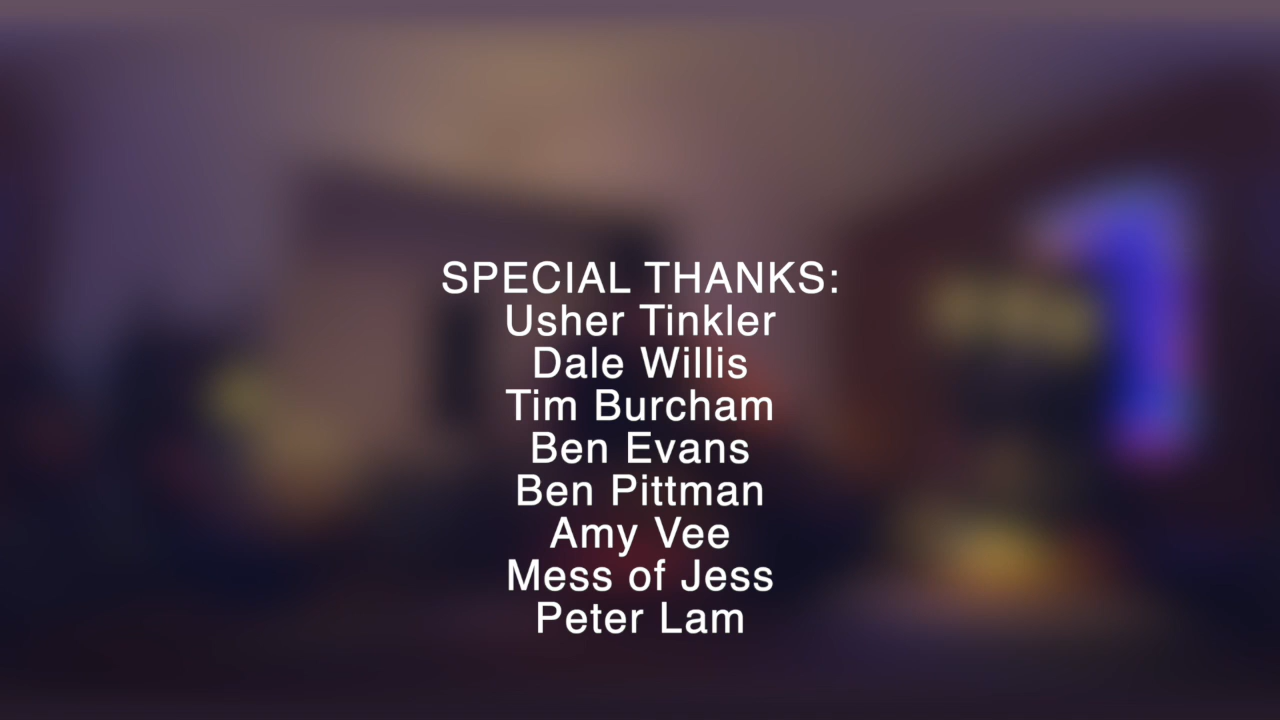 SPECIAL THANKS:
Usher Tinkler
Dale Willis
Tim Burcham
Ben Evans
Ben Pittman
Amy Vee
Mess of Jess
Peter Lam